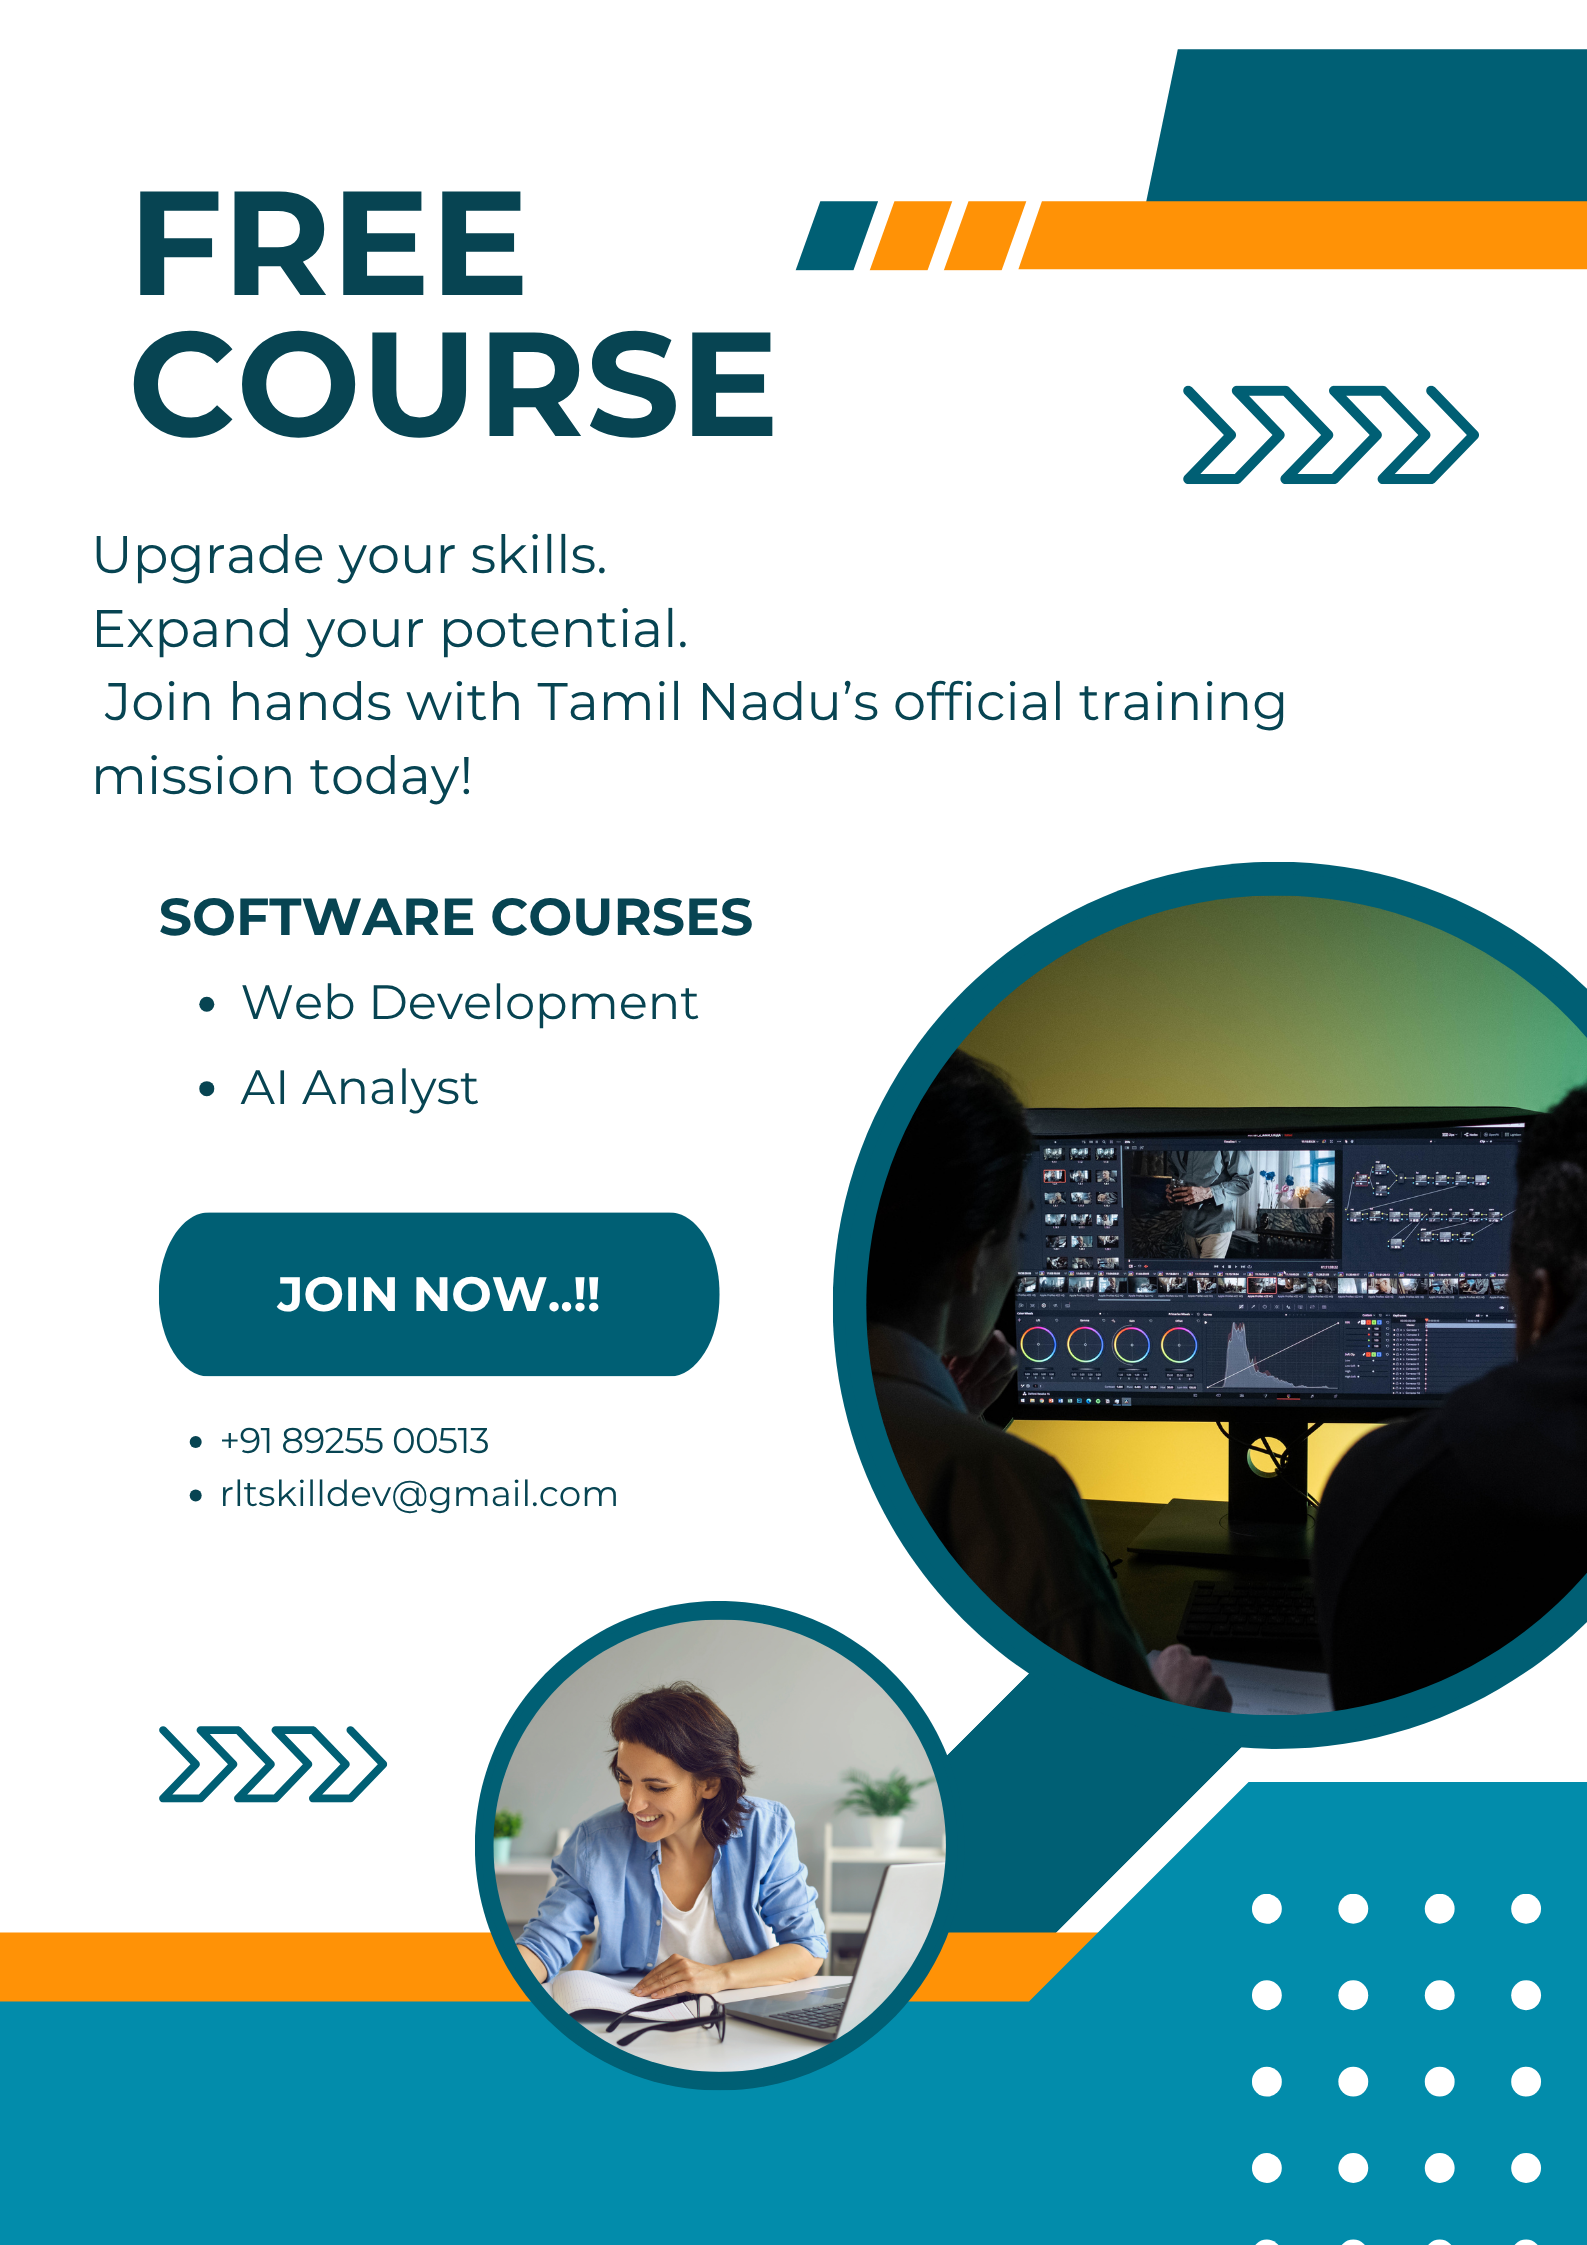 FREE
COURSE
Upgrade your skills.
Expand your potential.
Join hands with Tamil Nadu’s official training
mission today!
SOFTWARE COURSES
• Web Development
• AI Analyst
JOIN NOW..!!
• +91 89255 00513
• rltskilldev@gmail.com